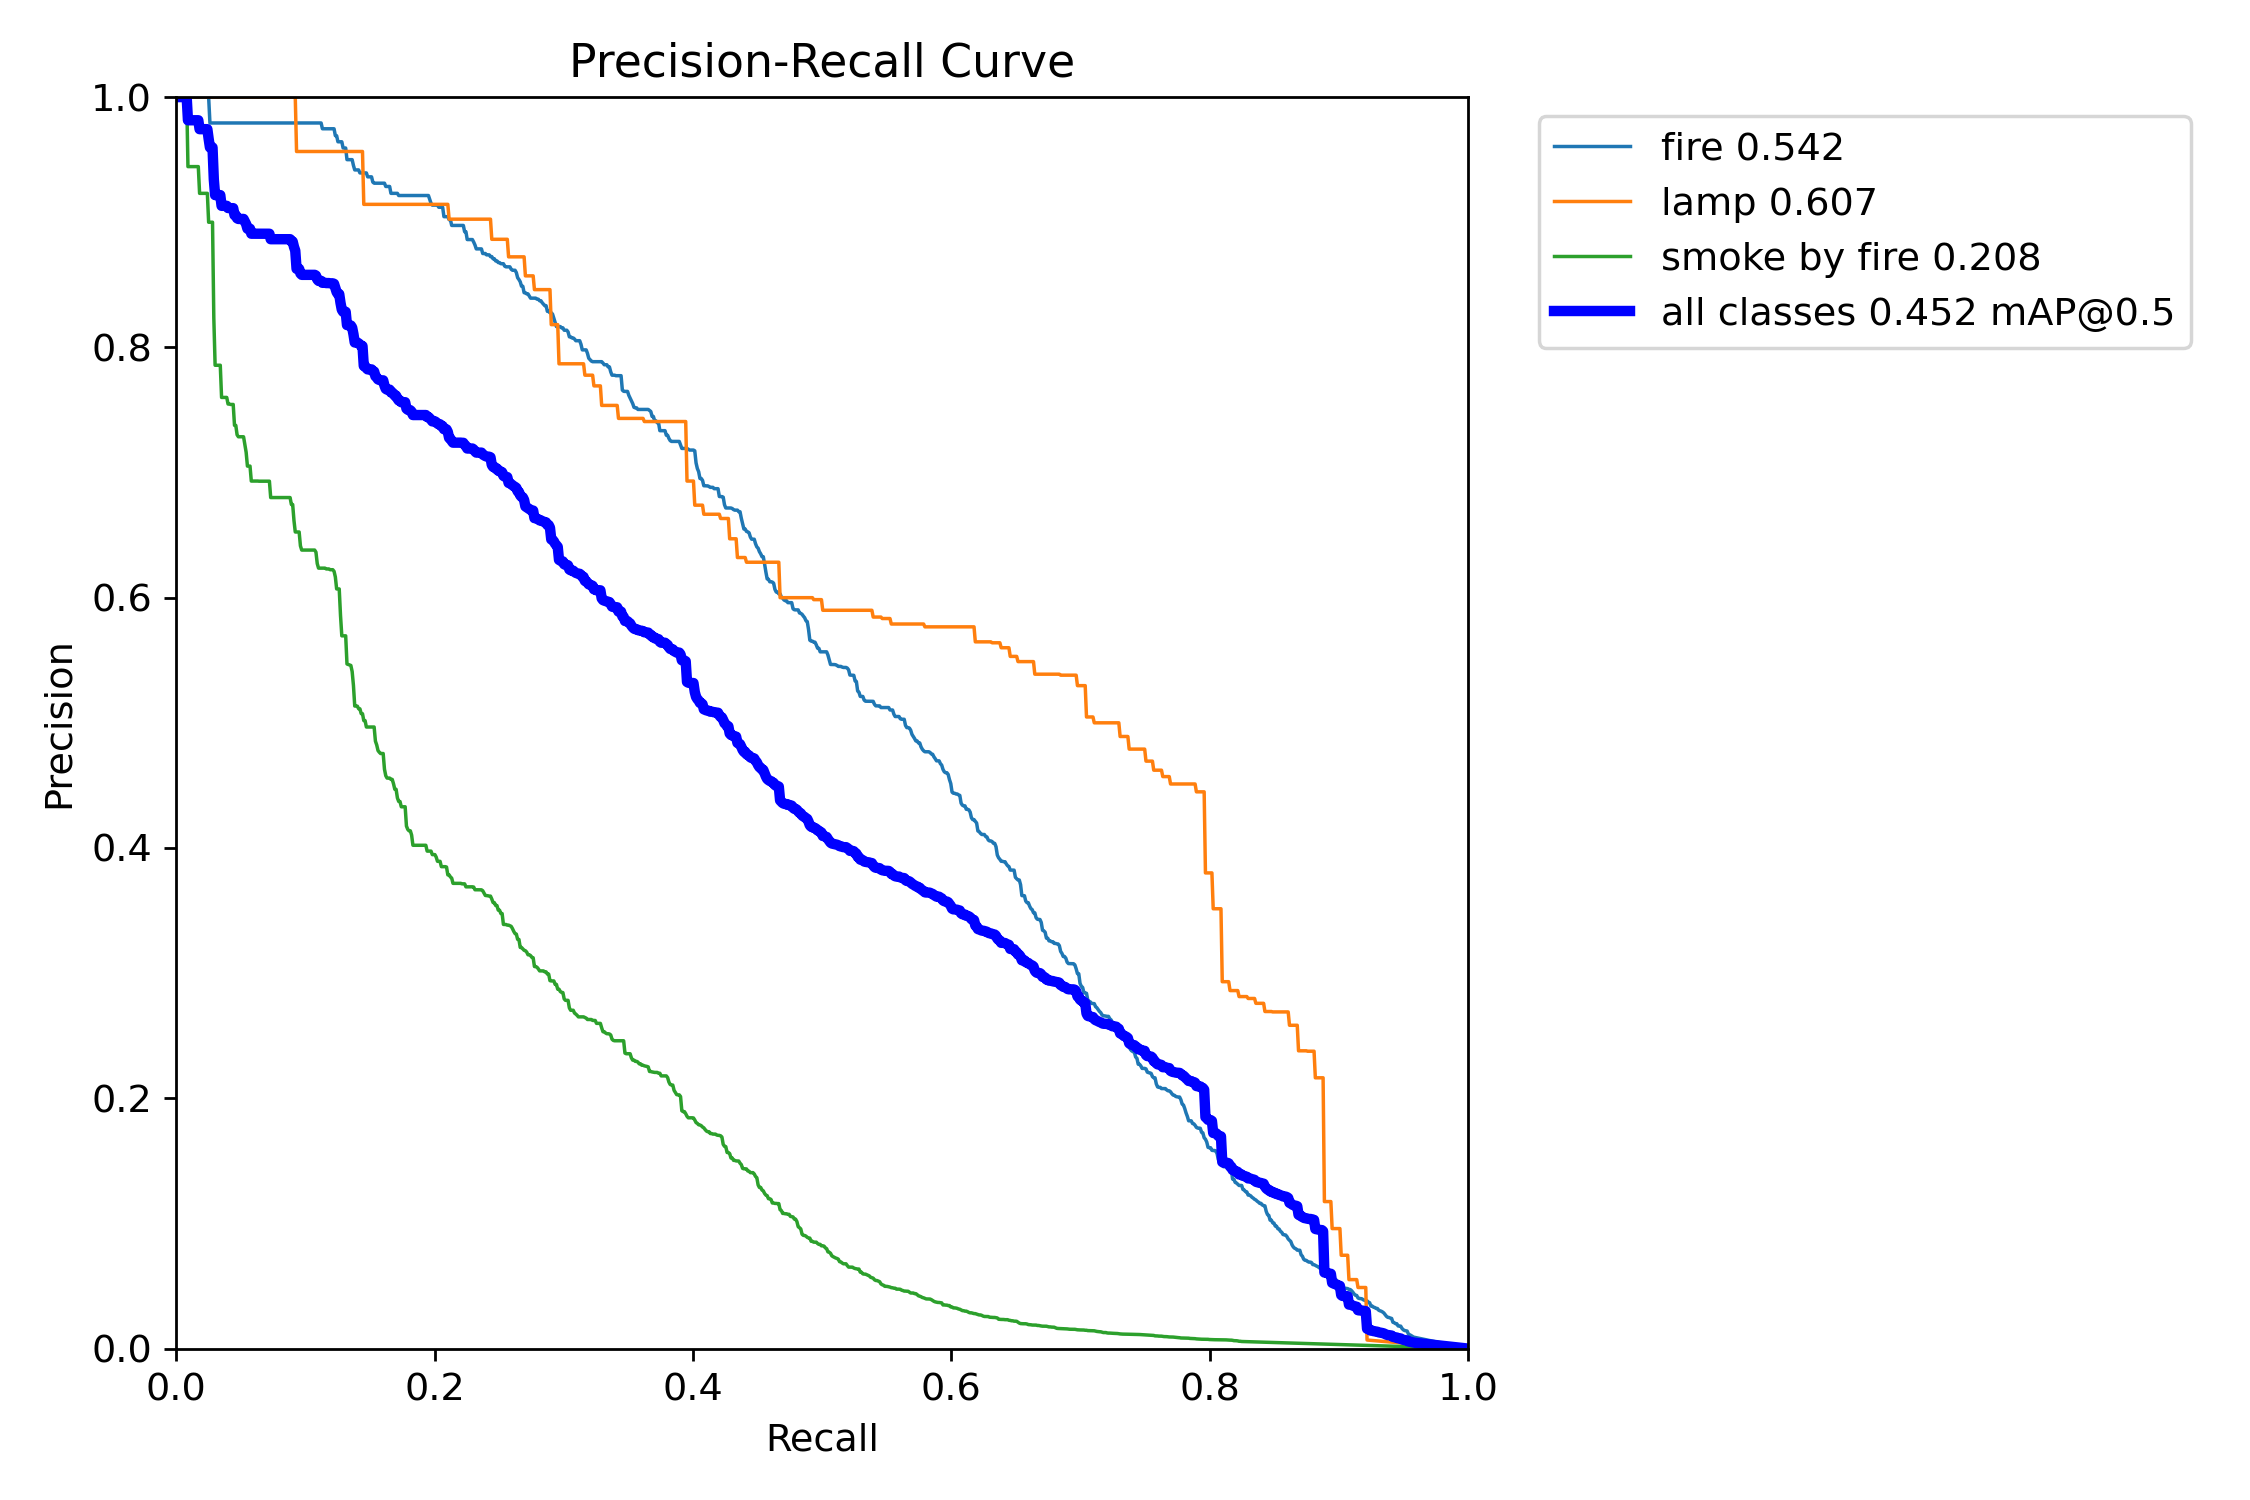 Precision-Recall Curve
1.0
0.8
0.6
0.4
0.2
0.0
Precision
0.0 0.2 0.4 0.6 0.8 1.0
Recall
fire 0.542
lamp 0.607
smoke by fire 0.208
all classes 0.452 mAP@0.5